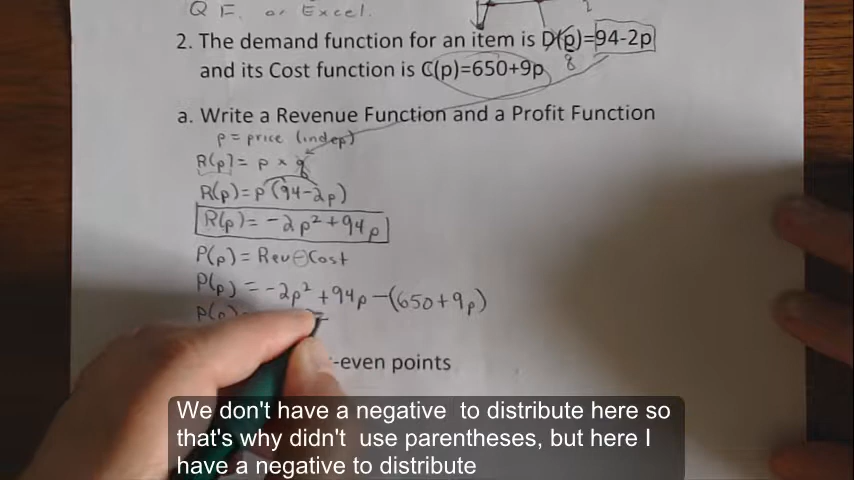 Q F. or Excel.
2. The demand function for an item is D(p)=94-2p
8
and its Cost function is C(p)=650+9p
a. Write a Revenue Function and a Profit Function
p = price (indep)
R(p) = p × q
R(p) = p (94-2p)
R(p) = -2p² + 94p
P(p) = Rev - Cost
P(p) = -2p² + 94p - (650 + 9p)
P(p) =
-even points
We don't have a negative to distribute here so
that's why didn't use parentheses, but here I
have a negative to distribute